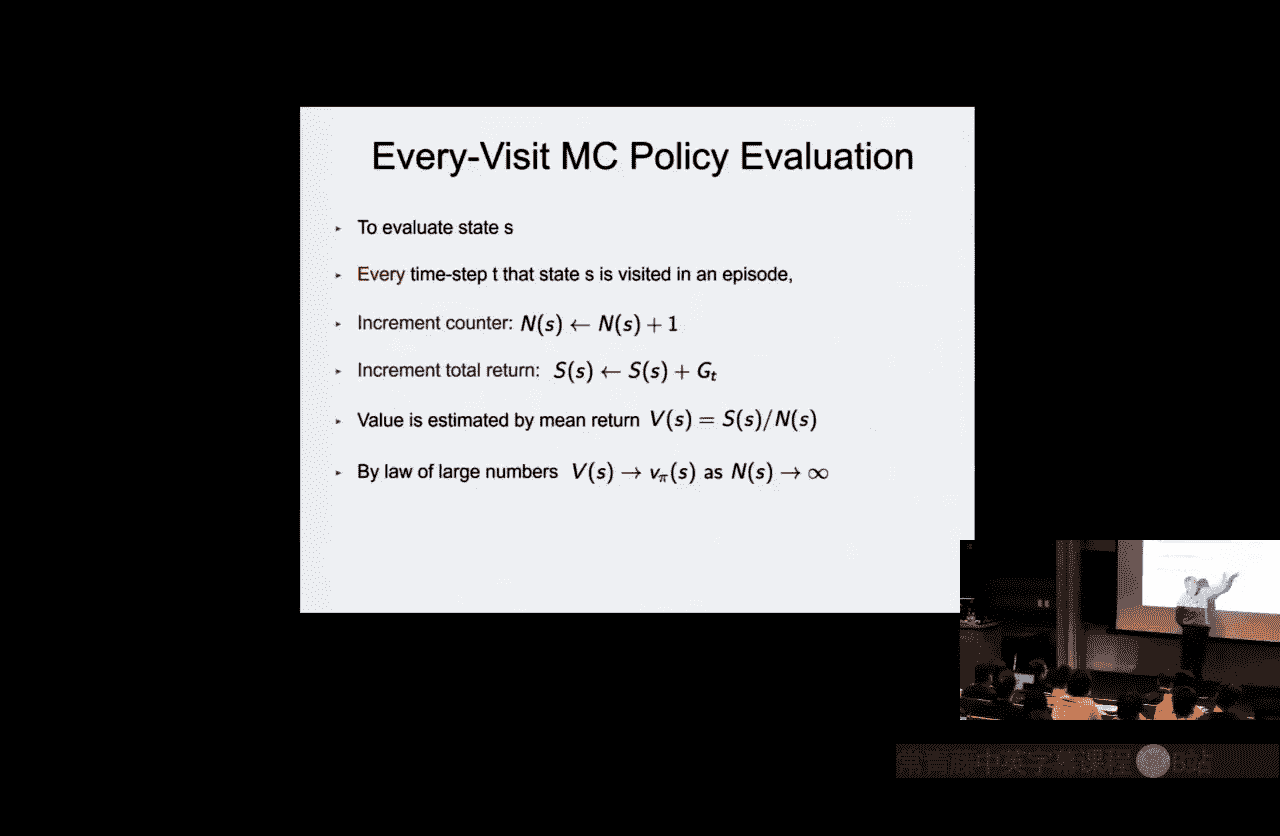 Every-Visit MC Policy Evaluation
To evaluate state s
Every time-step t that state s is visited in an episode,
Increment counter: N(s) ← N(s) + 1
Increment total return: S(s) ← S(s) + G_t
Value is estimated by mean return V(s) = S(s)/N(s)
By law of large numbers V(s) → v_π(s) as N(s) → ∞